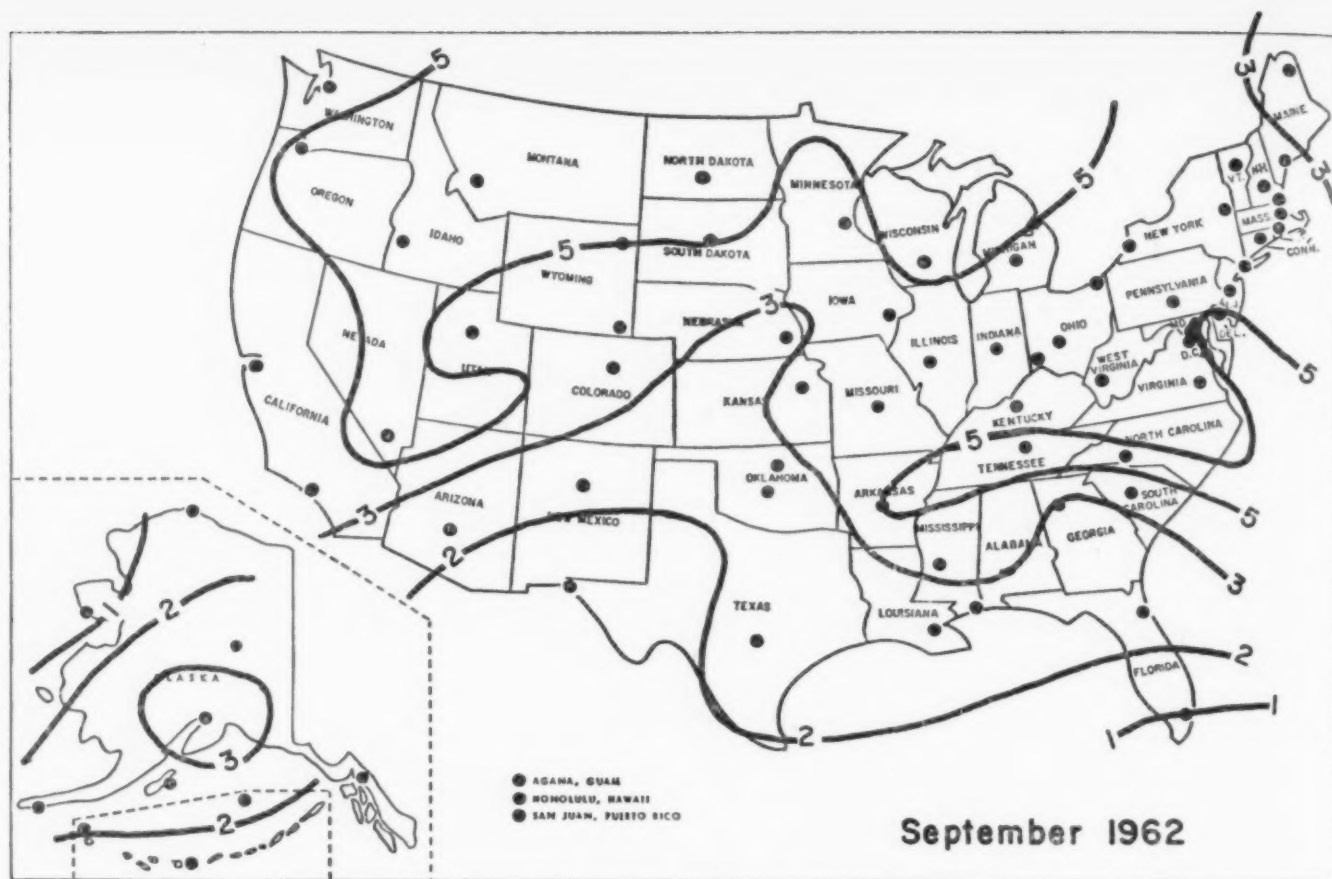 5
3
WASHINGTON
MAINE
MONTANA
NORTH DAKOTA
MINNESOTA
5
3
V.T.
N.H.
OREGON
IDAHO
WISCONSIN
MICHIGAN
NEW YORK
MASS.
CONN.
5
WYOMING
SOUTH DAKOTA
PENNSYLVANIA
N.J.
NEVADA
3
NEBRASKA
IOWA
ILLINOIS
INDIANA
OHIO
MD.
DEL.
D.C.
UTAH
COLORADO
KANSAS
MISSOURI
WEST
VIRGINIA
VIRGINIA
5
CALIFORNIA
KENTUCKY
5
NORTH CAROLINA
TENNESSEE
ARIZONA
OKLAHOMA
ARKANSAS
SOUTH
CAROLINA
5
3
NEW MEXICO
MISSISSIPPI
ALABAMA
GEORGIA
2
3
2
TEXAS
LOUISIANA
2
ALASKA
FLORIDA
1
1
2
3
2
AGANA, GUAM
HONOLULU, HAWAII
SAN JUAN, PUERTO RICO
September 1962